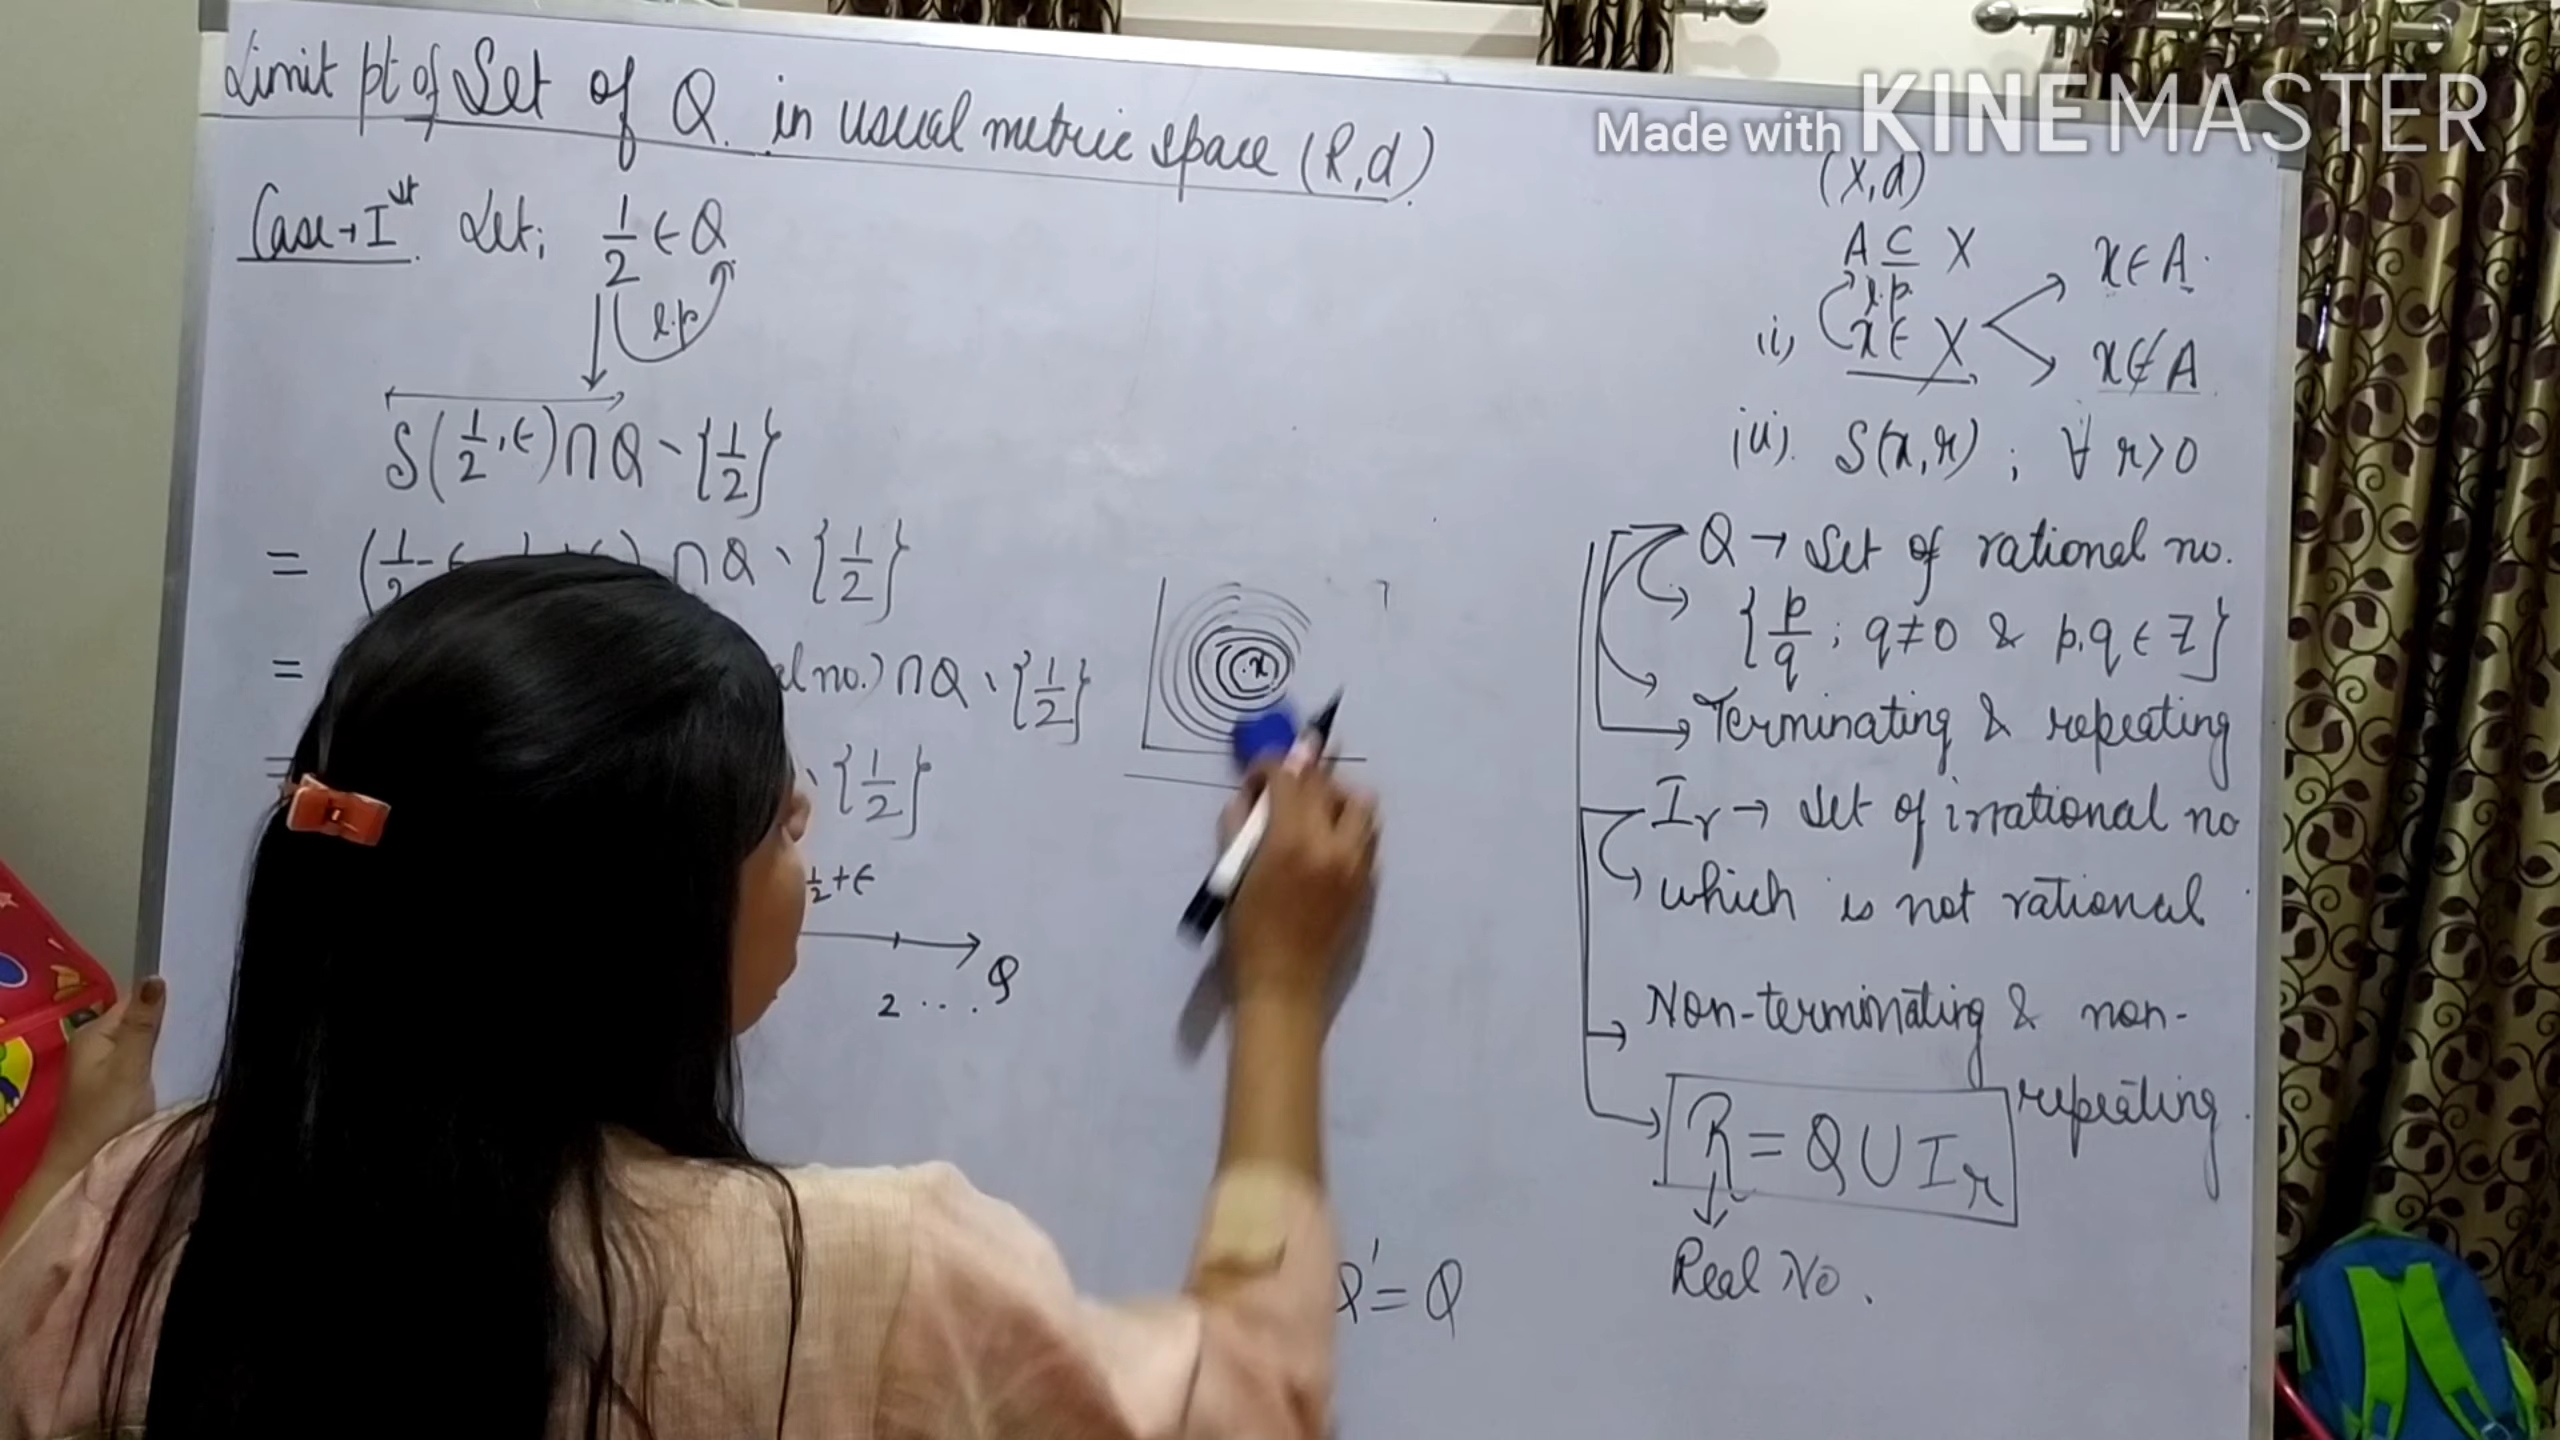 Made with KINEMASTER
Limit pt of Set of Q in usual metric space (R,d)
Case → Ist Let; 1/2 ∈ Q
l.p
S(1/2, ϵ) ∩ Q ∖ {1/2}
= (1/2 - ϵ ∩ Q ∖ {1/2}
= no.) ∩ Q ∖ {1/2}
= ∖ {1/2}
1/2 + ϵ
2 .... Q
x
Q' = Q
(X,d)
A ⊆ X
l.p.
x ∈ A.
i) x ∈ X
x ∉ A
ii). S(x,r) ; ∀ r > 0
Q → Set of rational no.
{p/q ; q ≠ 0 & p,q ∈ Z}
Terminating & repeating
Ir → Set of irrational no
which is not rational
Non-terminating & non-
repeating.
R = Q ∪ Ir
Real No.